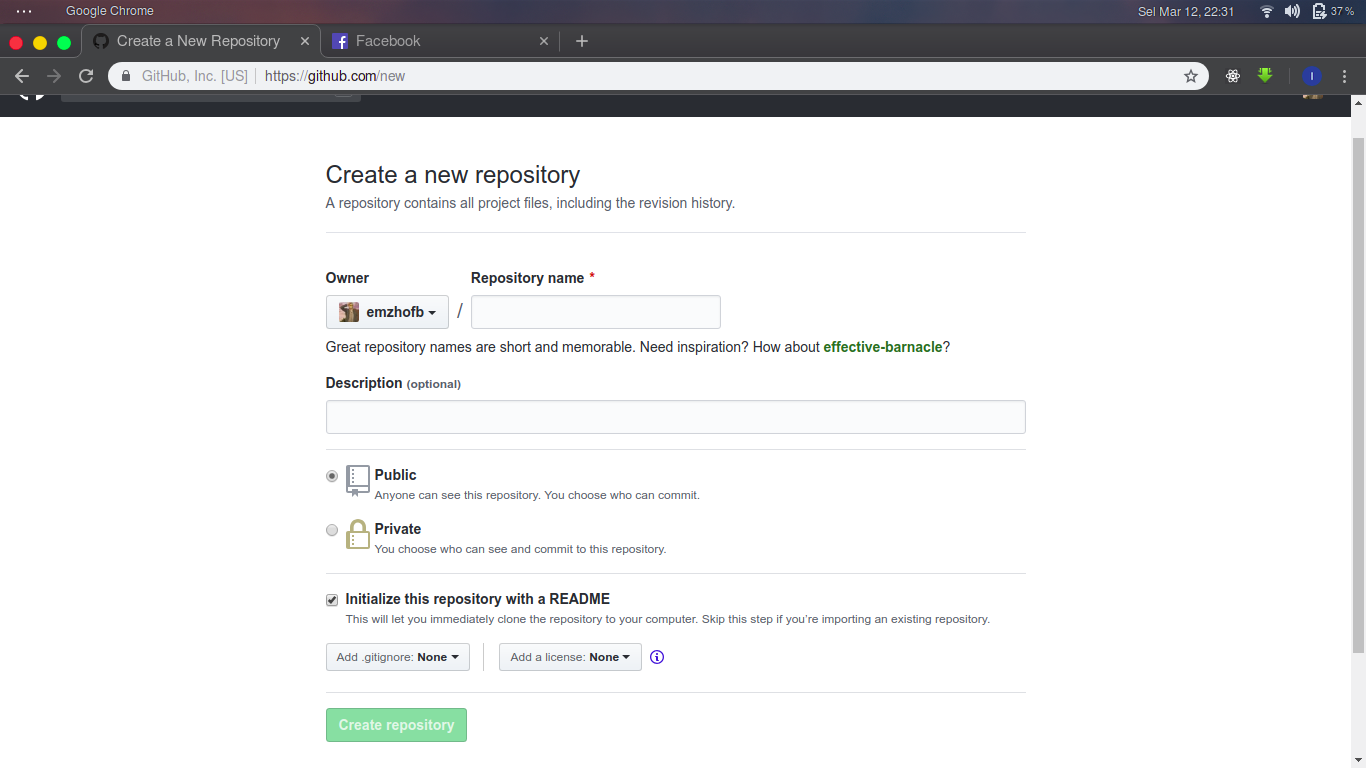 Google Chrome Sel Mar 12, 22:31 37 %
Create a New Repository Facebook
GitHub, Inc. [US] https://github.com/new I
Create a new repository
A repository contains all project files, including the revision history.
Owner Repository name *
emzhofb /
Great repository names are short and memorable. Need inspiration? How about effective-barnacle?
Description (optional)
Public
Anyone can see this repository. You choose who can commit.
Private
You choose who can see and commit to this repository.
Initialize this repository with a README
This will let you immediately clone the repository to your computer. Skip this step if you’re importing an existing repository.
Add .gitignore: None Add a license: None
Create repository